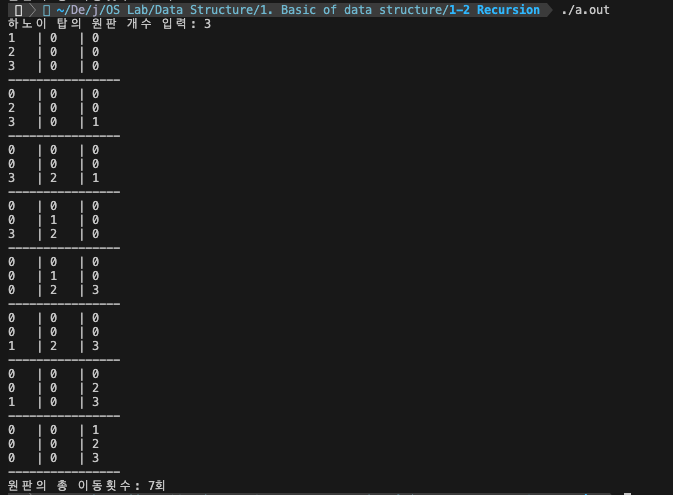 ~/De/j/OS Lab/Data Structure/1. Basic of data structure/1-2 Recursion ./a.out
하노이 탑의 원판 개수 입력: 3
1 | 0 | 0
2 | 0 | 0
3 | 0 | 0
----------------
0 | 0 | 0
2 | 0 | 0
3 | 0 | 1
----------------
0 | 0 | 0
0 | 0 | 0
3 | 2 | 1
----------------
0 | 0 | 0
0 | 1 | 0
3 | 2 | 0
----------------
0 | 0 | 0
0 | 1 | 0
0 | 2 | 3
----------------
0 | 0 | 0
0 | 0 | 0
1 | 2 | 3
----------------
0 | 0 | 0
0 | 0 | 2
1 | 0 | 3
----------------
0 | 0 | 1
0 | 0 | 2
0 | 0 | 3
----------------
원판의 총 이동횟수: 7회